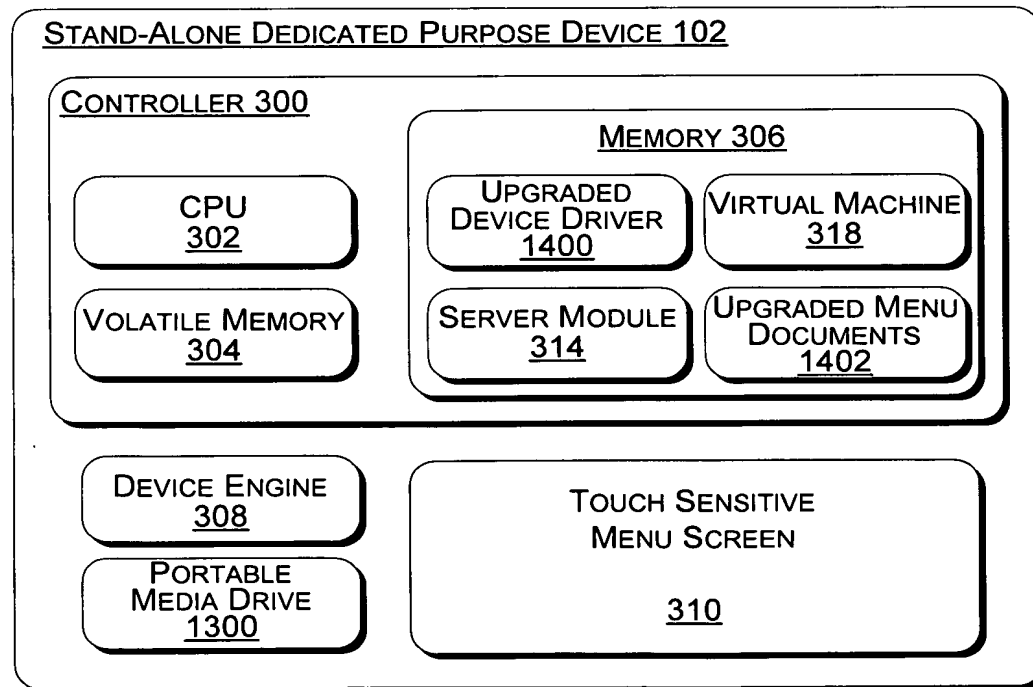 STAND-ALONE DEDICATED PURPOSE DEVICE 102
CONTROLLER 300
MEMORY 306
CPU
302
UPGRADED
DEVICE DRIVER
1400
VIRTUAL MACHINE
318
VOLATILE MEMORY
304
SERVER MODULE
314
UPGRADED MENU
DOCUMENTS
1402
DEVICE ENGINE
308
PORTABLE
MEDIA DRIVE
1300
TOUCH SENSITIVE
MENU SCREEN
310